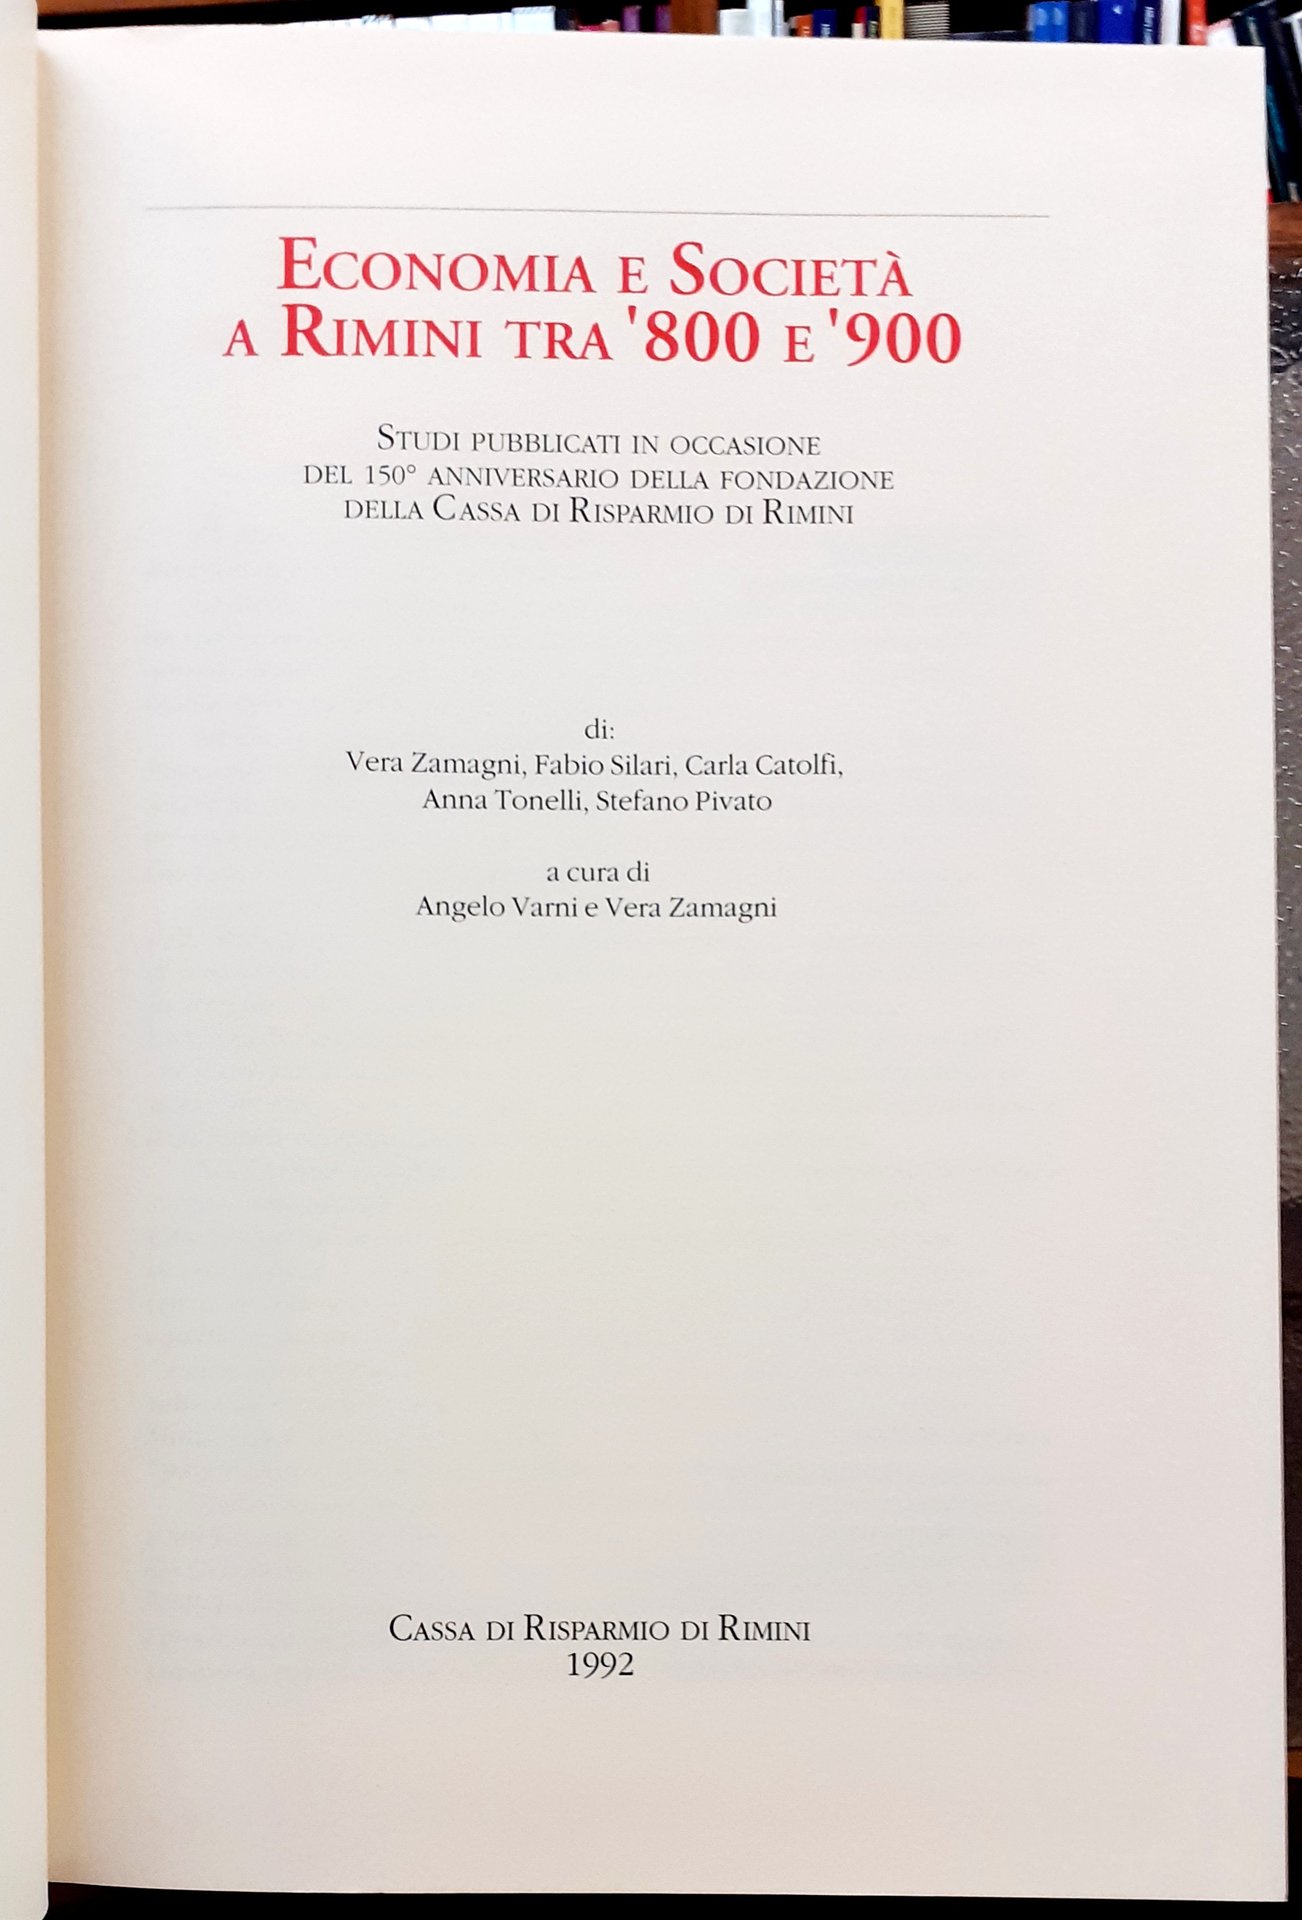 Economia e Società
a Rimini tra '800 e '900
Studi pubblicati in occasione
del 150° anniversario della fondazione
della Cassa di Risparmio di Rimini
di:
Vera Zamagni, Fabio Silari, Carla Catolfi,
Anna Tonelli, Stefano Pivato
a cura di
Angelo Varni e Vera Zamagni
Cassa di Risparmio di Rimini
1992